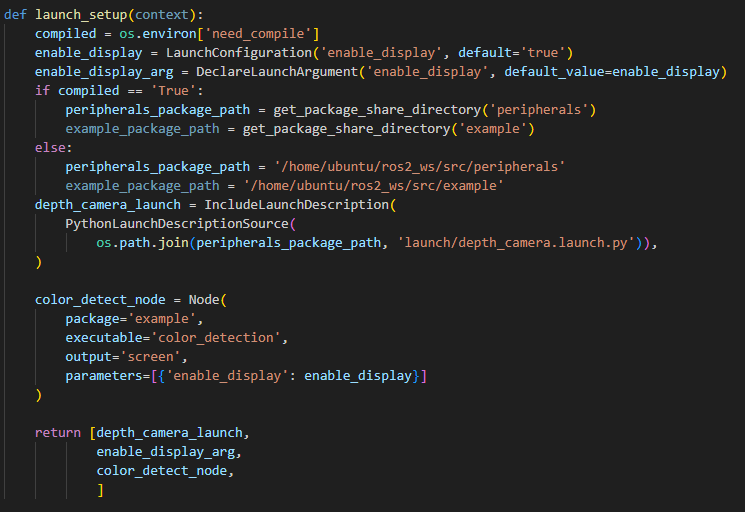 def launch_setup(context):
    compiled = os.environ['need_compile']
    enable_display = LaunchConfiguration('enable_display', default='true')
    enable_display_arg = DeclareLaunchArgument('enable_display', default_value=enable_display)
    if compiled == 'True':
        peripherals_package_path = get_package_share_directory('peripherals')
        example_package_path = get_package_share_directory('example')
    else:
        peripherals_package_path = '/home/ubuntu/ros2_ws/src/peripherals'
        example_package_path = '/home/ubuntu/ros2_ws/src/example'
    depth_camera_launch = IncludeLaunchDescription(
        PythonLaunchDescriptionSource(
            os.path.join(peripherals_package_path, 'launch/depth_camera.launch.py')),
    )

    color_detect_node = Node(
        package='example',
        executable='color_detection',
        output='screen',
        parameters=[{'enable_display': enable_display}]
    )

    return [depth_camera_launch,
            enable_display_arg,
            color_detect_node,
            ]